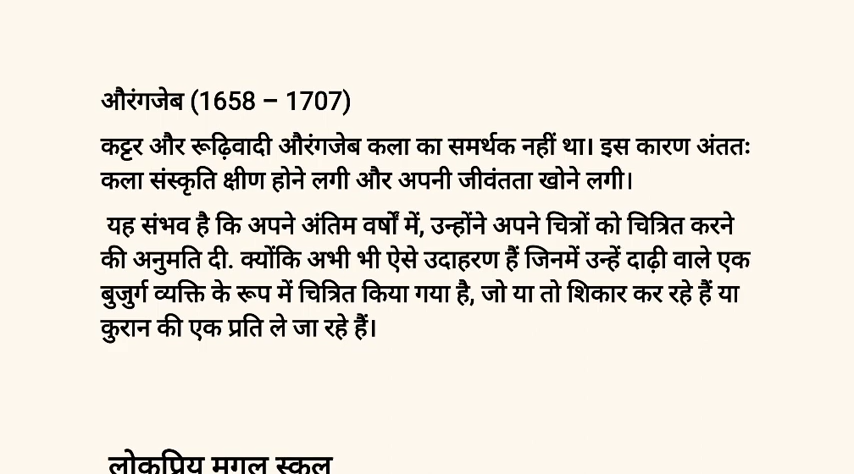 औरंगजेब (1658 – 1707)
कट्टर और रूढ़िवादी औरंगजेब कला का समर्थक नहीं था। इस कारण अंततः
कला संस्कृति क्षीण होने लगी और अपनी जीवंतता खोने लगी।
यह संभव है कि अपने अंतिम वर्षों में, उन्होंने अपने चित्रों को चित्रित करने
की अनुमति दी. क्योंकि अभी भी ऐसे उदाहरण हैं जिनमें उन्हें दाढ़ी वाले एक
बुजुर्ग व्यक्ति के रूप में चित्रित किया गया है, जो या तो शिकार कर रहे हैं या
कुरान की एक प्रति ले जा रहे हैं।
लोकप्रिय मुगल स्कूल